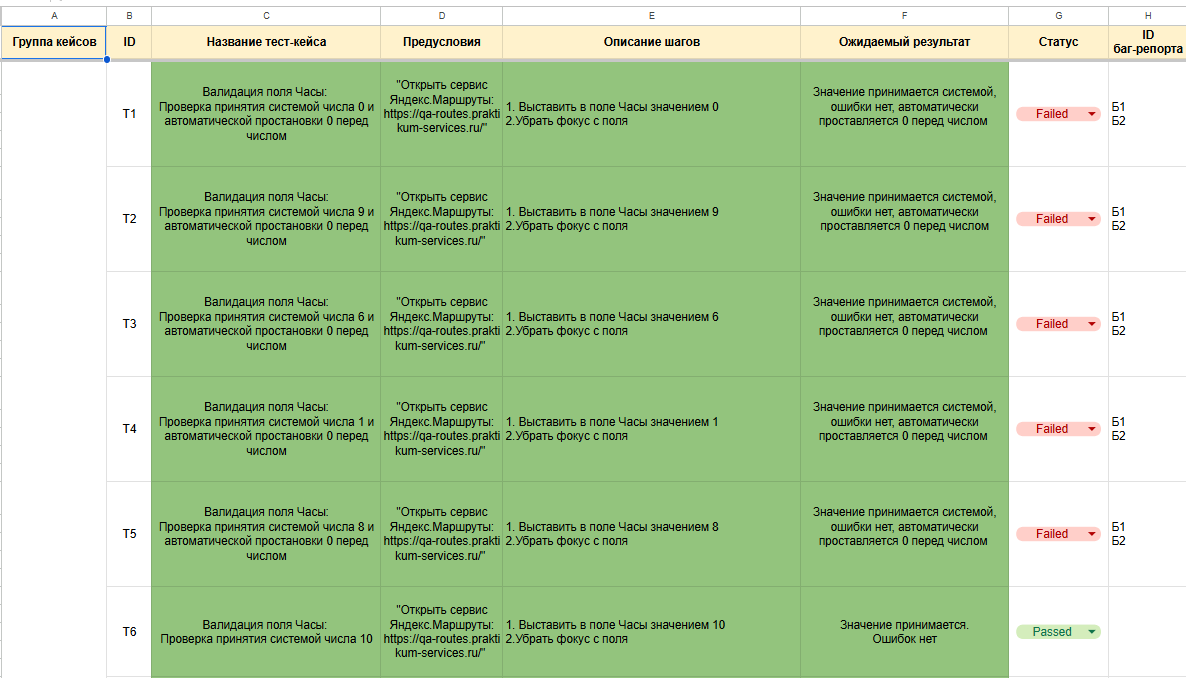 A B C D E F G H
Группа кейсов ID Название тест-кейса Предусловия Описание шагов Ожидаемый результат Статус ID
баг-репорта
T1
Валидация поля Часы:
Проверка принятия системой числа 0 и
автоматической простановки 0 перед
числом
"Открыть сервис
Яндекс.Маршруты:
https://qa-routes.prakti
kum-services.ru/"
1. Выставить в поле Часы значением 0
2.Убрать фокус с поля
Значение принимается системой,
ошибки нет, автоматически
проставляется 0 перед числом
Failed
Б1
Б2
T2
Валидация поля Часы:
Проверка принятия системой числа 9 и
автоматической простановки 0 перед
числом
"Открыть сервис
Яндекс.Маршруты:
https://qa-routes.prakti
kum-services.ru/"
1. Выставить в поле Часы значением 9
2.Убрать фокус с поля
Значение принимается системой,
ошибки нет, автоматически
проставляется 0 перед числом
Failed
Б1
Б2
T3
Валидация поля Часы:
Проверка принятия системой числа 6 и
автоматической простановки 0 перед
числом
"Открыть сервис
Яндекс.Маршруты:
https://qa-routes.prakti
kum-services.ru/"
1. Выставить в поле Часы значением 6
2.Убрать фокус с поля
Значение принимается системой,
ошибки нет, автоматически
проставляется 0 перед числом
Failed
Б1
Б2
T4
Валидация поля Часы:
Проверка принятия системой числа 1 и
автоматической простановки 0 перед
числом
"Открыть сервис
Яндекс.Маршруты:
https://qa-routes.prakti
kum-services.ru/"
1. Выставить в поле Часы значением 1
2.Убрать фокус с поля
Значение принимается системой,
ошибки нет, автоматически
проставляется 0 перед числом
Failed
Б1
Б2
T5
Валидация поля Часы:
Проверка принятия системой числа 8 и
автоматической простановки 0 перед
числом
"Открыть сервис
Яндекс.Маршруты:
https://qa-routes.prakti
kum-services.ru/"
1. Выставить в поле Часы значением 8
2.Убрать фокус с поля
Значение принимается системой,
ошибки нет, автоматически
проставляется 0 перед числом
Failed
Б1
Б2
T6
Валидация поля Часы:
Проверка принятия системой числа 10
"Открыть сервис
Яндекс.Маршруты:
https://qa-routes.prakti
kum-services.ru/"
1. Выставить в поле Часы значением 10
2.Убрать фокус с поля
Значение принимается.
Ошибок нет
Passed